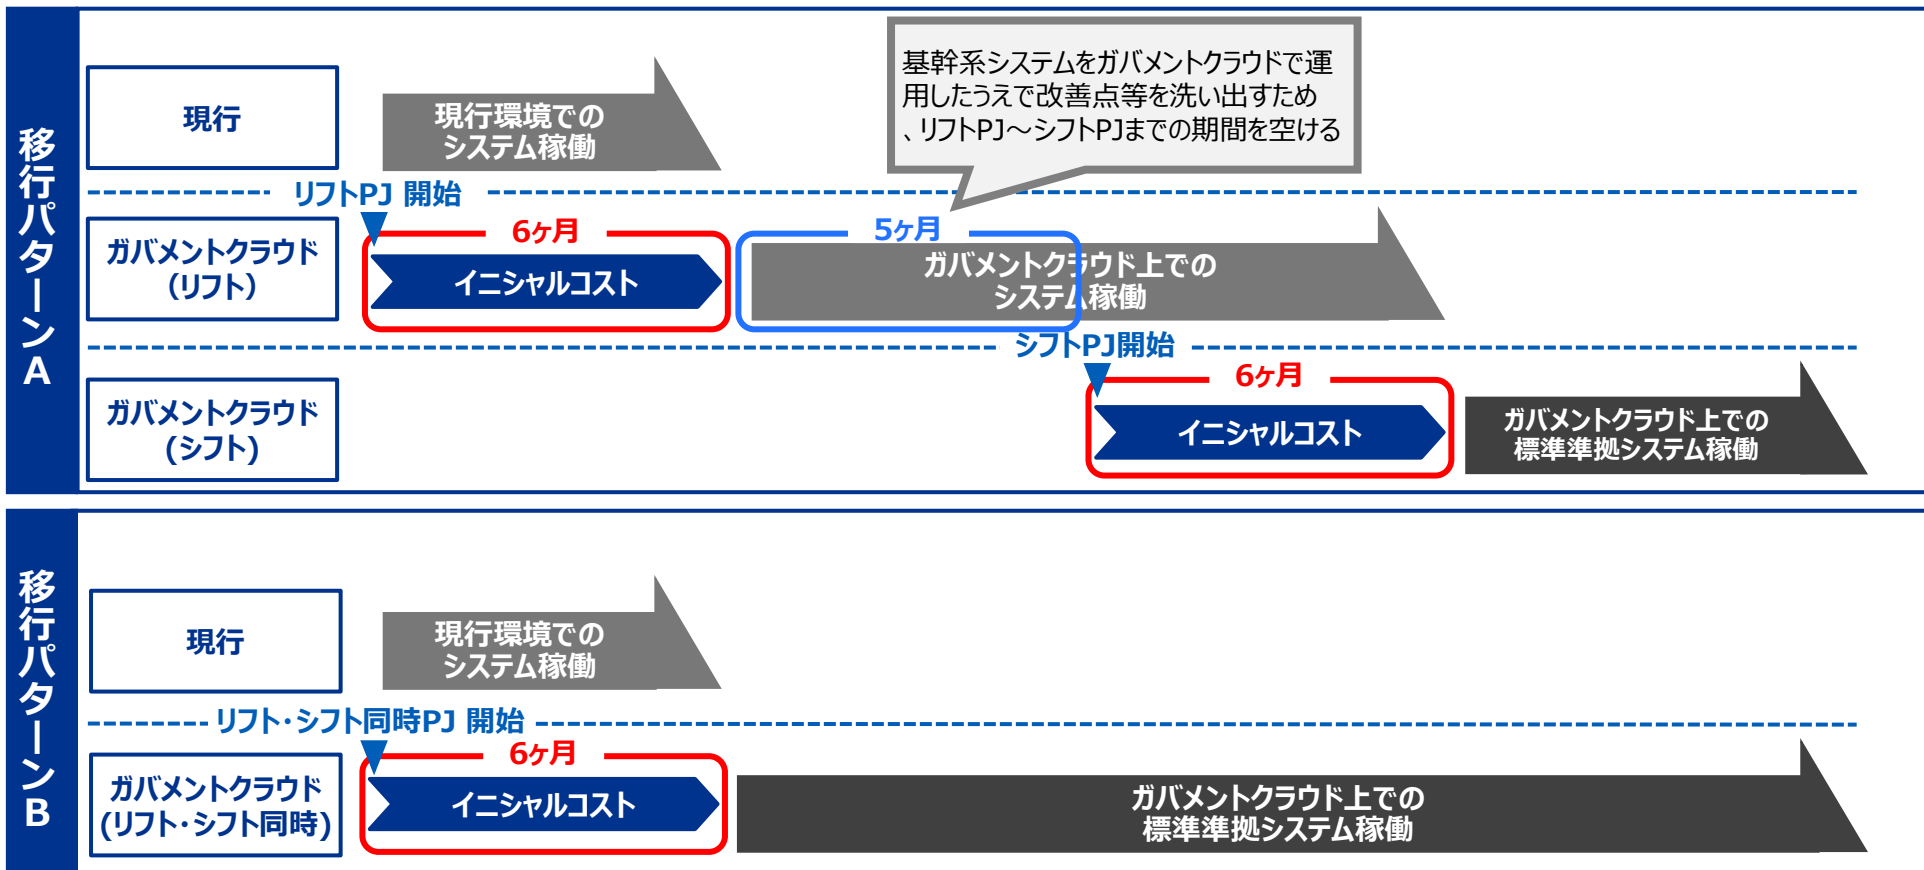 移行パターンA
現行
現行環境での
システム稼働
基幹系システムをガバメントクラウドで運
用したうえで改善点等を洗い出すため
、リフトPJ～シフトPJまでの期間を空ける
リフトPJ 開始
ガバメントクラウド
（リフト）
6ヶ月
イニシャルコスト
5ヶ月
ガバメントクラウド上での
システム稼働
シフトPJ開始
ガバメントクラウド
(シフト)
6ヶ月
イニシャルコスト
ガバメントクラウド上での
標準準拠システム稼働
移行パターンB
現行
現行環境での
システム稼働
リフト・シフト同時PJ 開始
ガバメントクラウド
(リフト・シフト同時)
6ヶ月
イニシャルコスト
ガバメントクラウド上での
標準準拠システム稼働